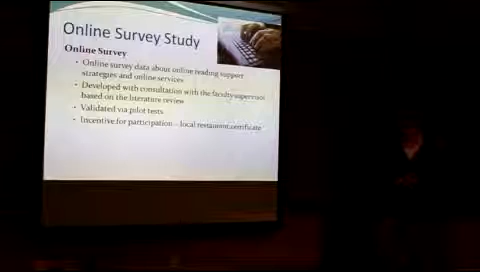 Online Survey Study
Online Survey
• Online survey data about online reading support
strategies and online services
• Developed with consultation with the faculty supervisor
based on the literature review
• Validated via pilot tests
• Incentive for participation – local restaurant certificate